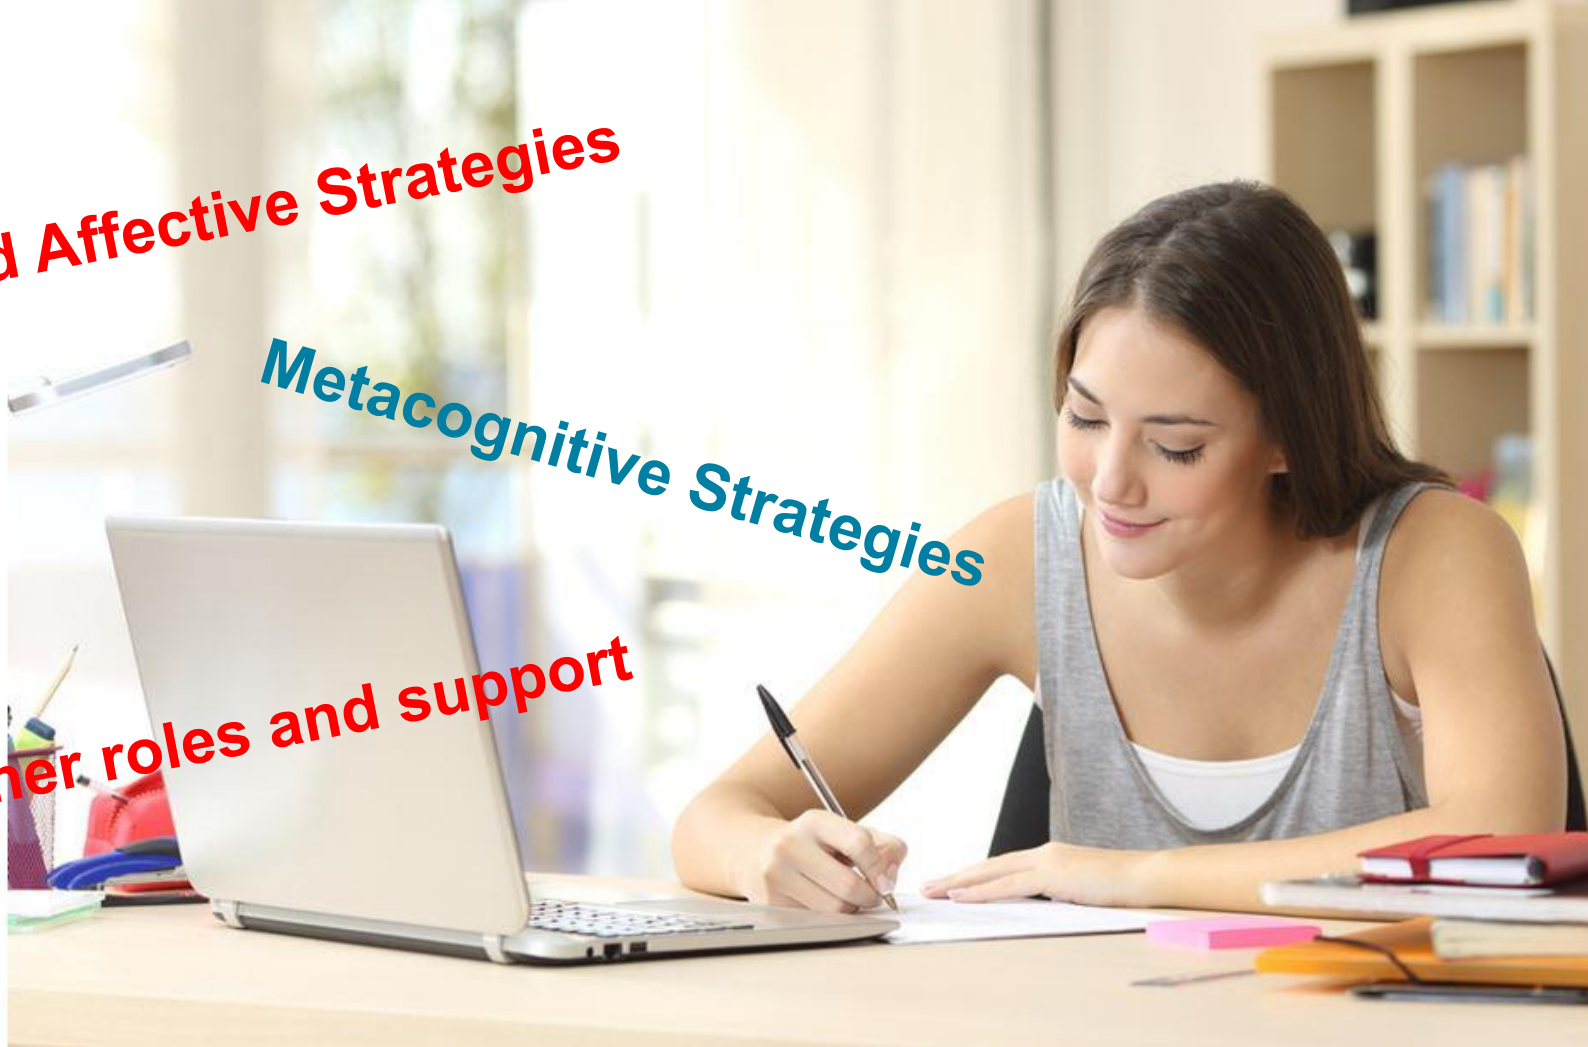 Affective Strategies
Metacognitive Strategies
roles and support